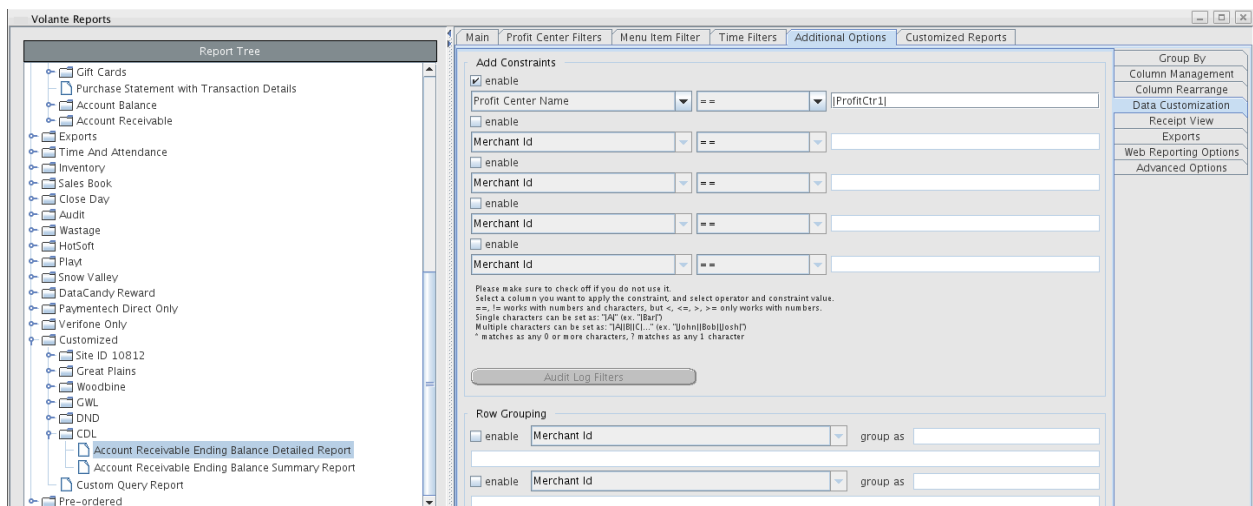 Volante Reports
Report Tree
Gift Cards
Purchase Statement with Transaction Details
Account Balance
Account Receivable
Exports
Time And Attendance
Inventory
Sales Book
Close Day
Audit
Wastage
HotSoft
Playt
Snow Valley
DataCandy Reward
Paymentech Direct Only
Verifone Only
Customized
Site ID 10812
Great Plains
Woodbine
GWL
DND
CDL
Account Receivable Ending Balance Detailed Report
Account Receivable Ending Balance Summary Report
Custom Query Report
Pre-ordered
Main Profit Center Filters Menu Item Filter Time Filters Additional Options Customized Reports
Add Constraints
enable
Profit Center Name == |ProfitCtr1|
enable
Merchant Id ==
enable
Merchant Id ==
enable
Merchant Id ==
enable
Merchant Id ==
Please make sure to check off if you do not use it.
Select a column you want to apply the constraint, and select operator and constraint value.
==, != works with numbers and characters, but <, <=, >, >= only works with numbers.
Single characters can be set as: "|A|" (ex. "|Bar|")
Multiple characters can be set as: "|A||B||C|..." (ex. "|John||Bob||Josh|")
* matches as any 0 or more characters, ? matches as any 1 character
Audit Log Filters
Row Grouping
enable Merchant Id group as
enable Merchant Id group as
Group By
Column Management
Column Rearrange
Data Customization
Receipt View
Exports
Web Reporting Options
Advanced Options